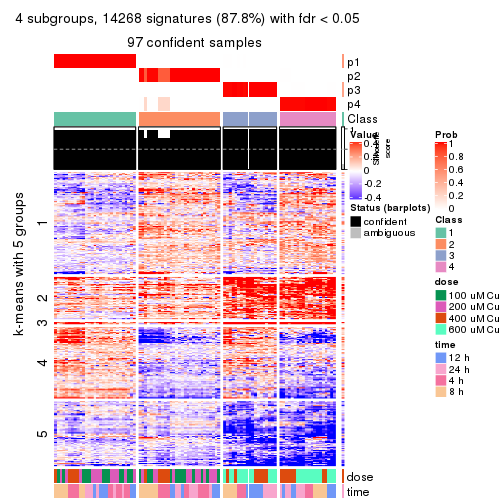 4 subgroups, 14268 signatures (87.8%) with fdr < 0.05
97 confident samples
p1
p2
p3
p4
Class
k-means with 5 groups
1
2
3
4
5
dose
time
Silhouette
score
Value
0.4
0.2
0
-0.2
-0.4
Status (barplots)
confident
ambiguous
Prob
1
0.8
0.6
0.4
0.2
0
Class
1
2
3
4
dose
100 uM Cu
200 uM Cu
400 uM Cu
600 uM Cu
time
12 h
24 h
4 h
8 h